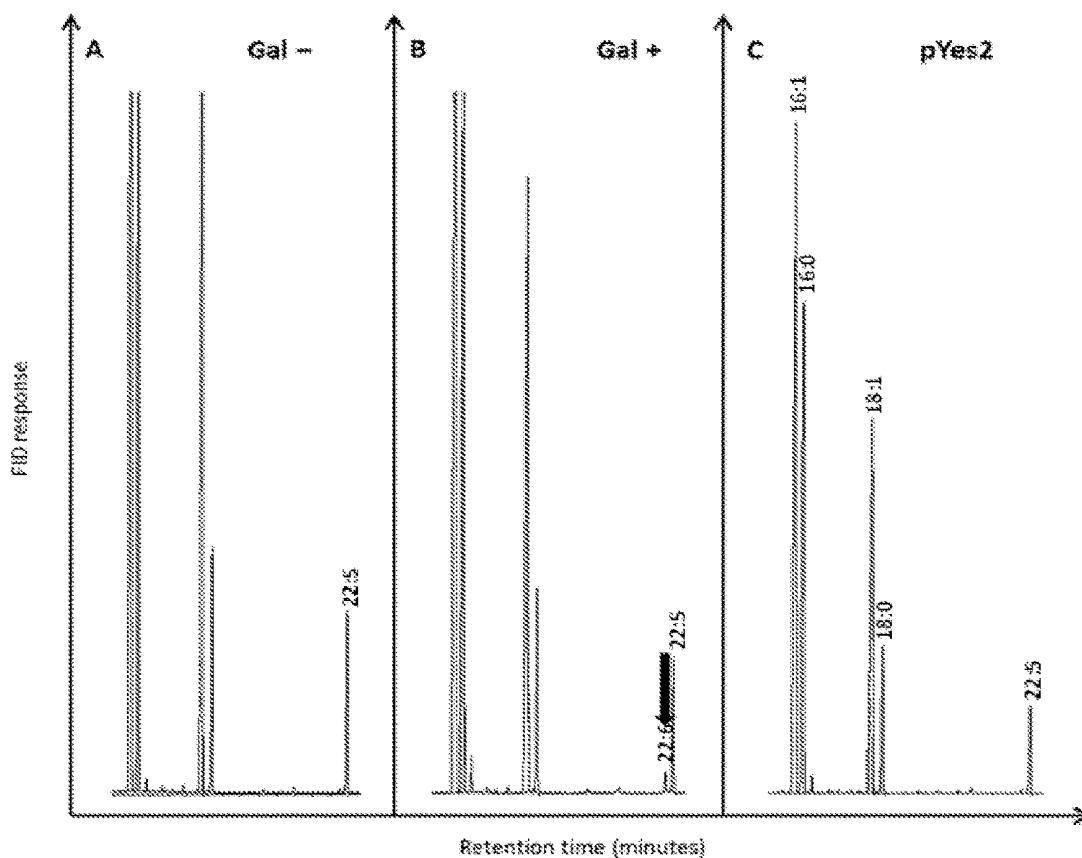 A
Gal –
B
Gal +
C
pYes2
16:1
16:0
18:1
18:0
22:5
22:5
22:6
22:5
FID response
Retention time (minutes)